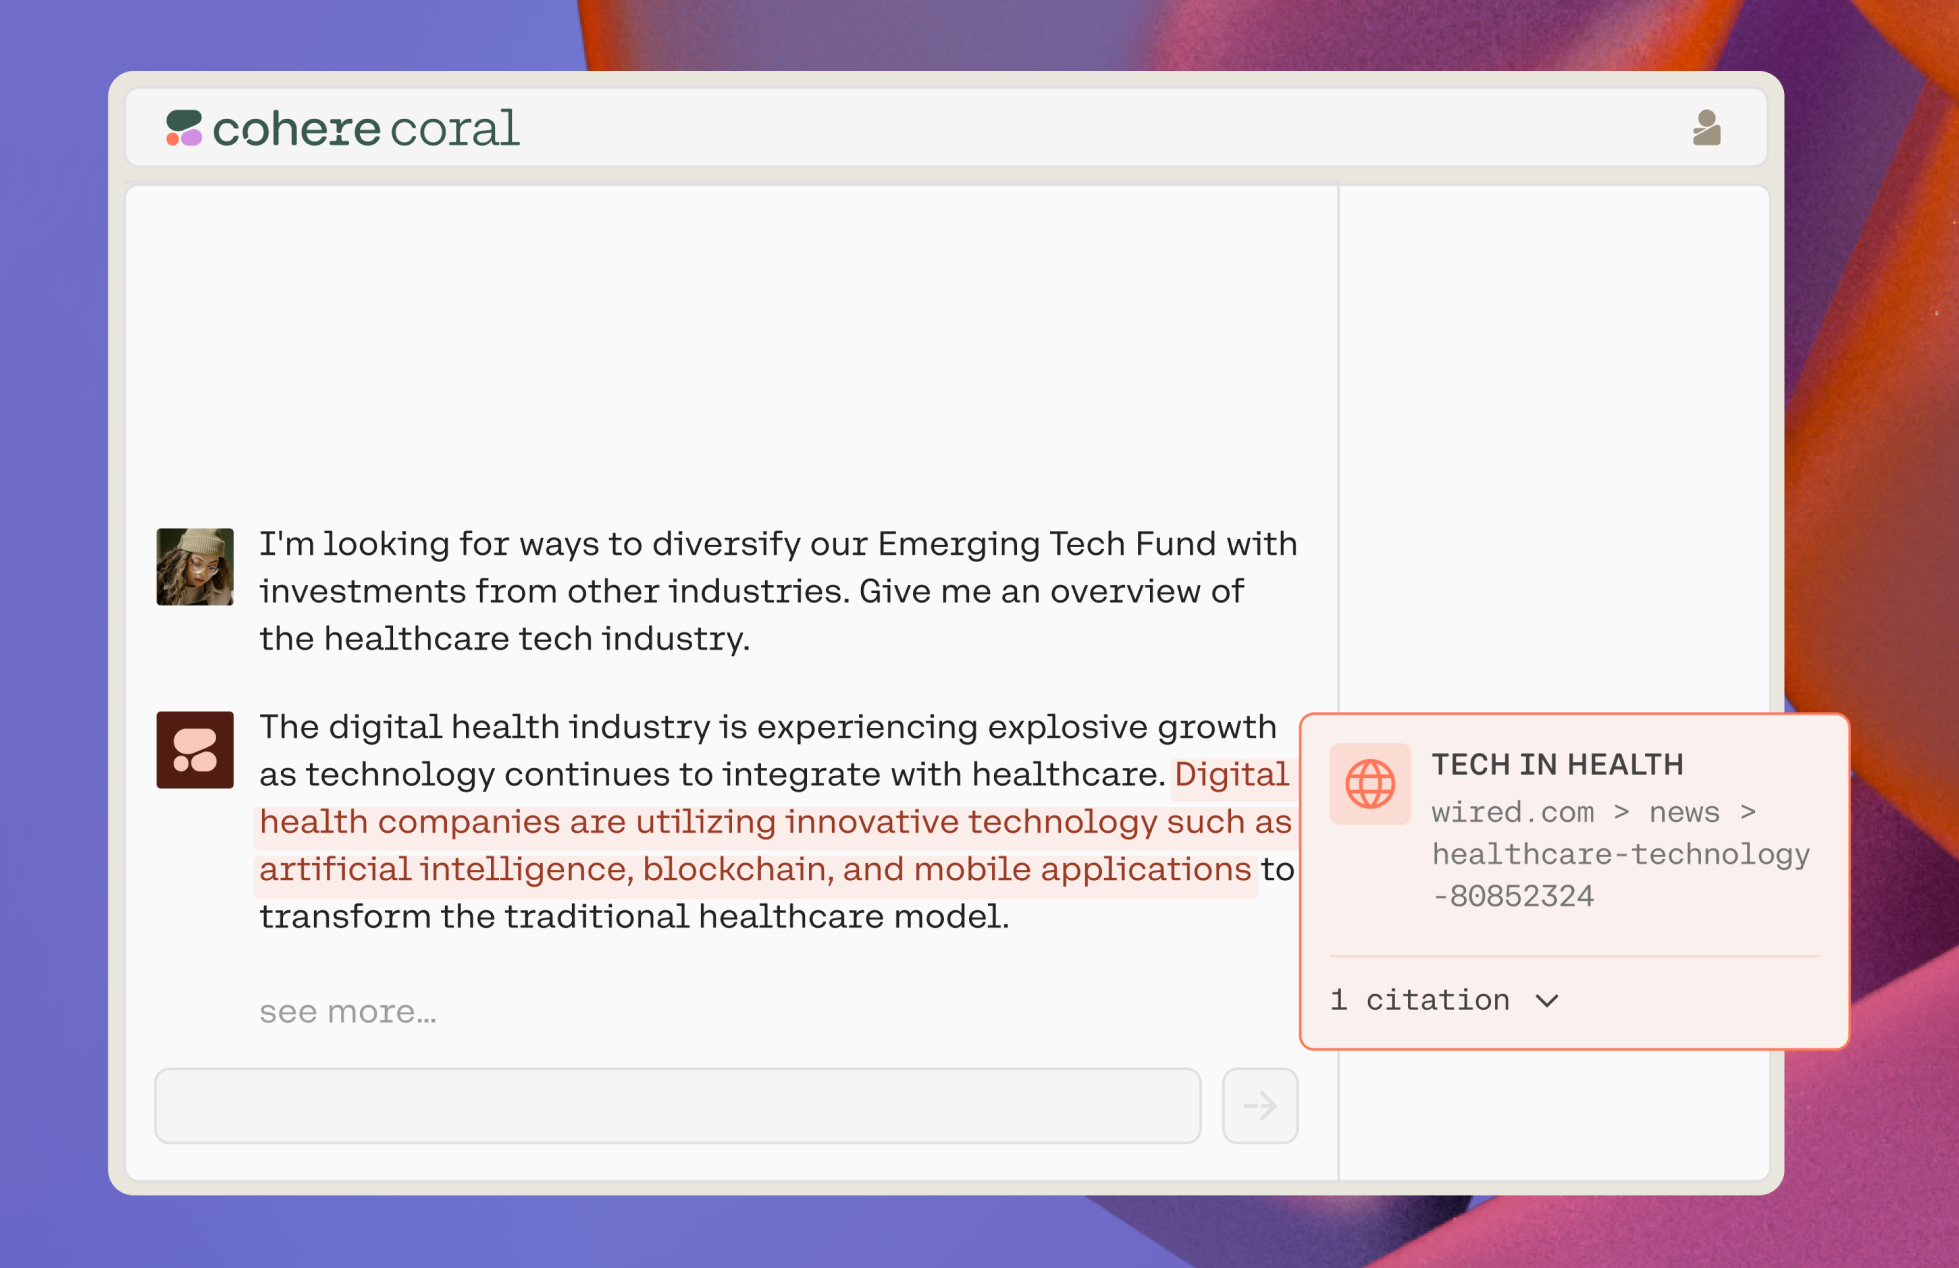 cohere coral
I'm looking for ways to diversify our Emerging Tech Fund with
investments from other industries. Give me an overview of
the healthcare tech industry.
The digital health industry is experiencing explosive growth
as technology continues to integrate with healthcare. Digital
health companies are utilizing innovative technology such as
artificial intelligence, blockchain, and mobile applications to
transform the traditional healthcare model.
see more...
TECH IN HEALTH
wired.com > news >
healthcare-technology
-80852324
1 citation